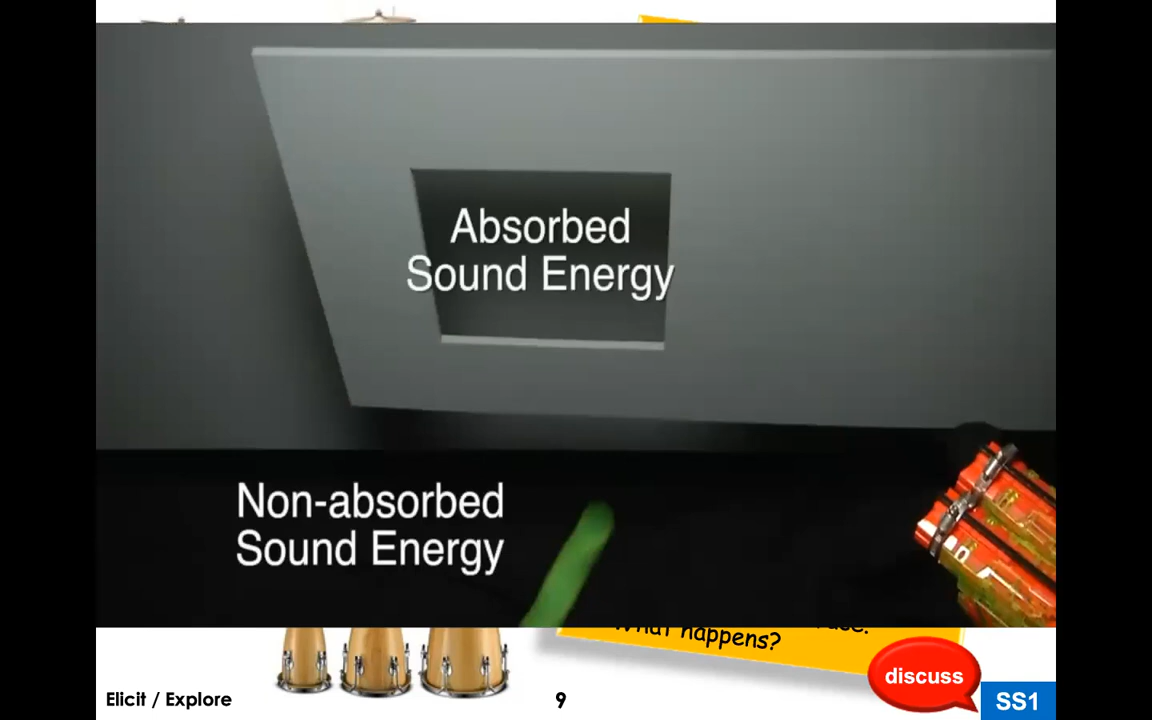 Absorbed
Sound Energy
Non-absorbed
Sound Energy
What happens?
discuss
Elicit / Explore
9
SS1